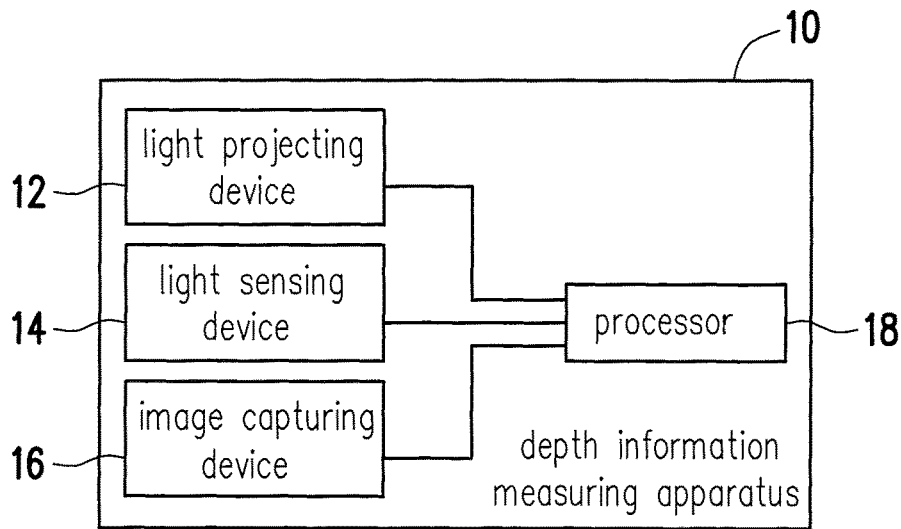 10
light projecting
device
12
light sensing
device
14
processor
18
image capturing
device
16
depth information
measuring apparatus